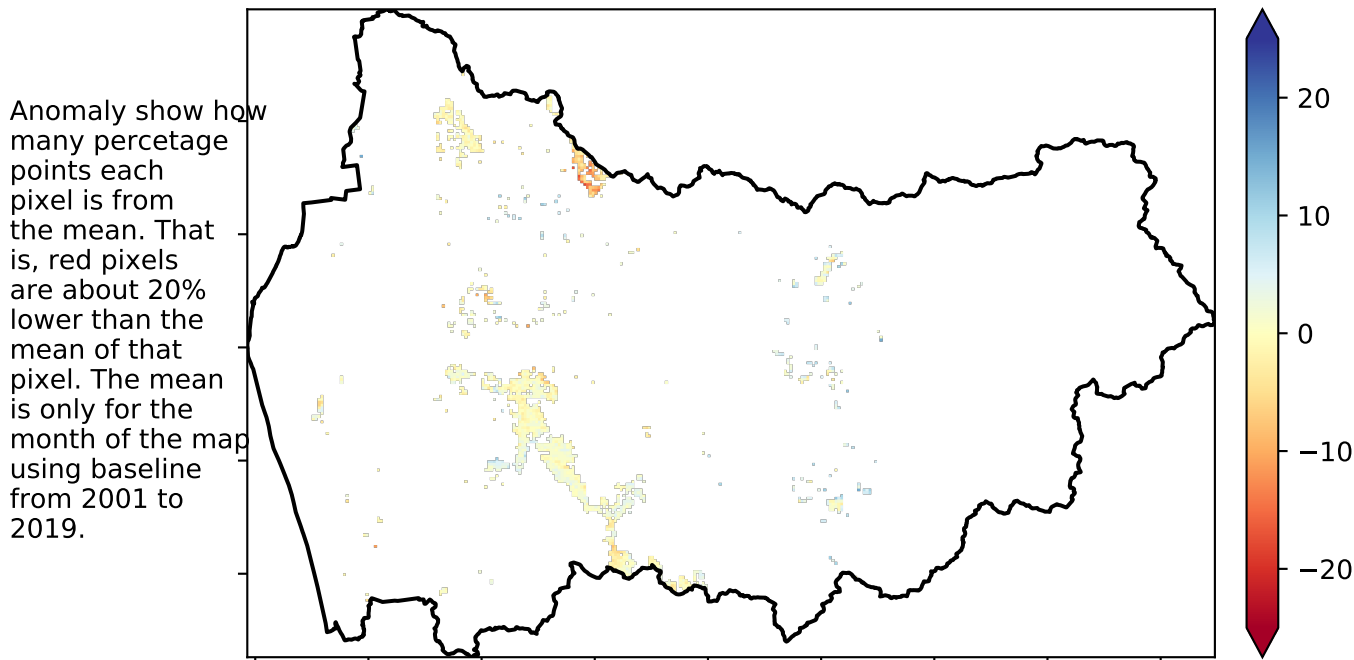 Anomaly show how
many percetage
points each
pixel is from
the mean. That
is, red pixels
are about 20%
lower than the
mean of that
pixel. The mean
is only for the
month of the map
using baseline
from 2001 to
2019.
20
10
0
−10
−20